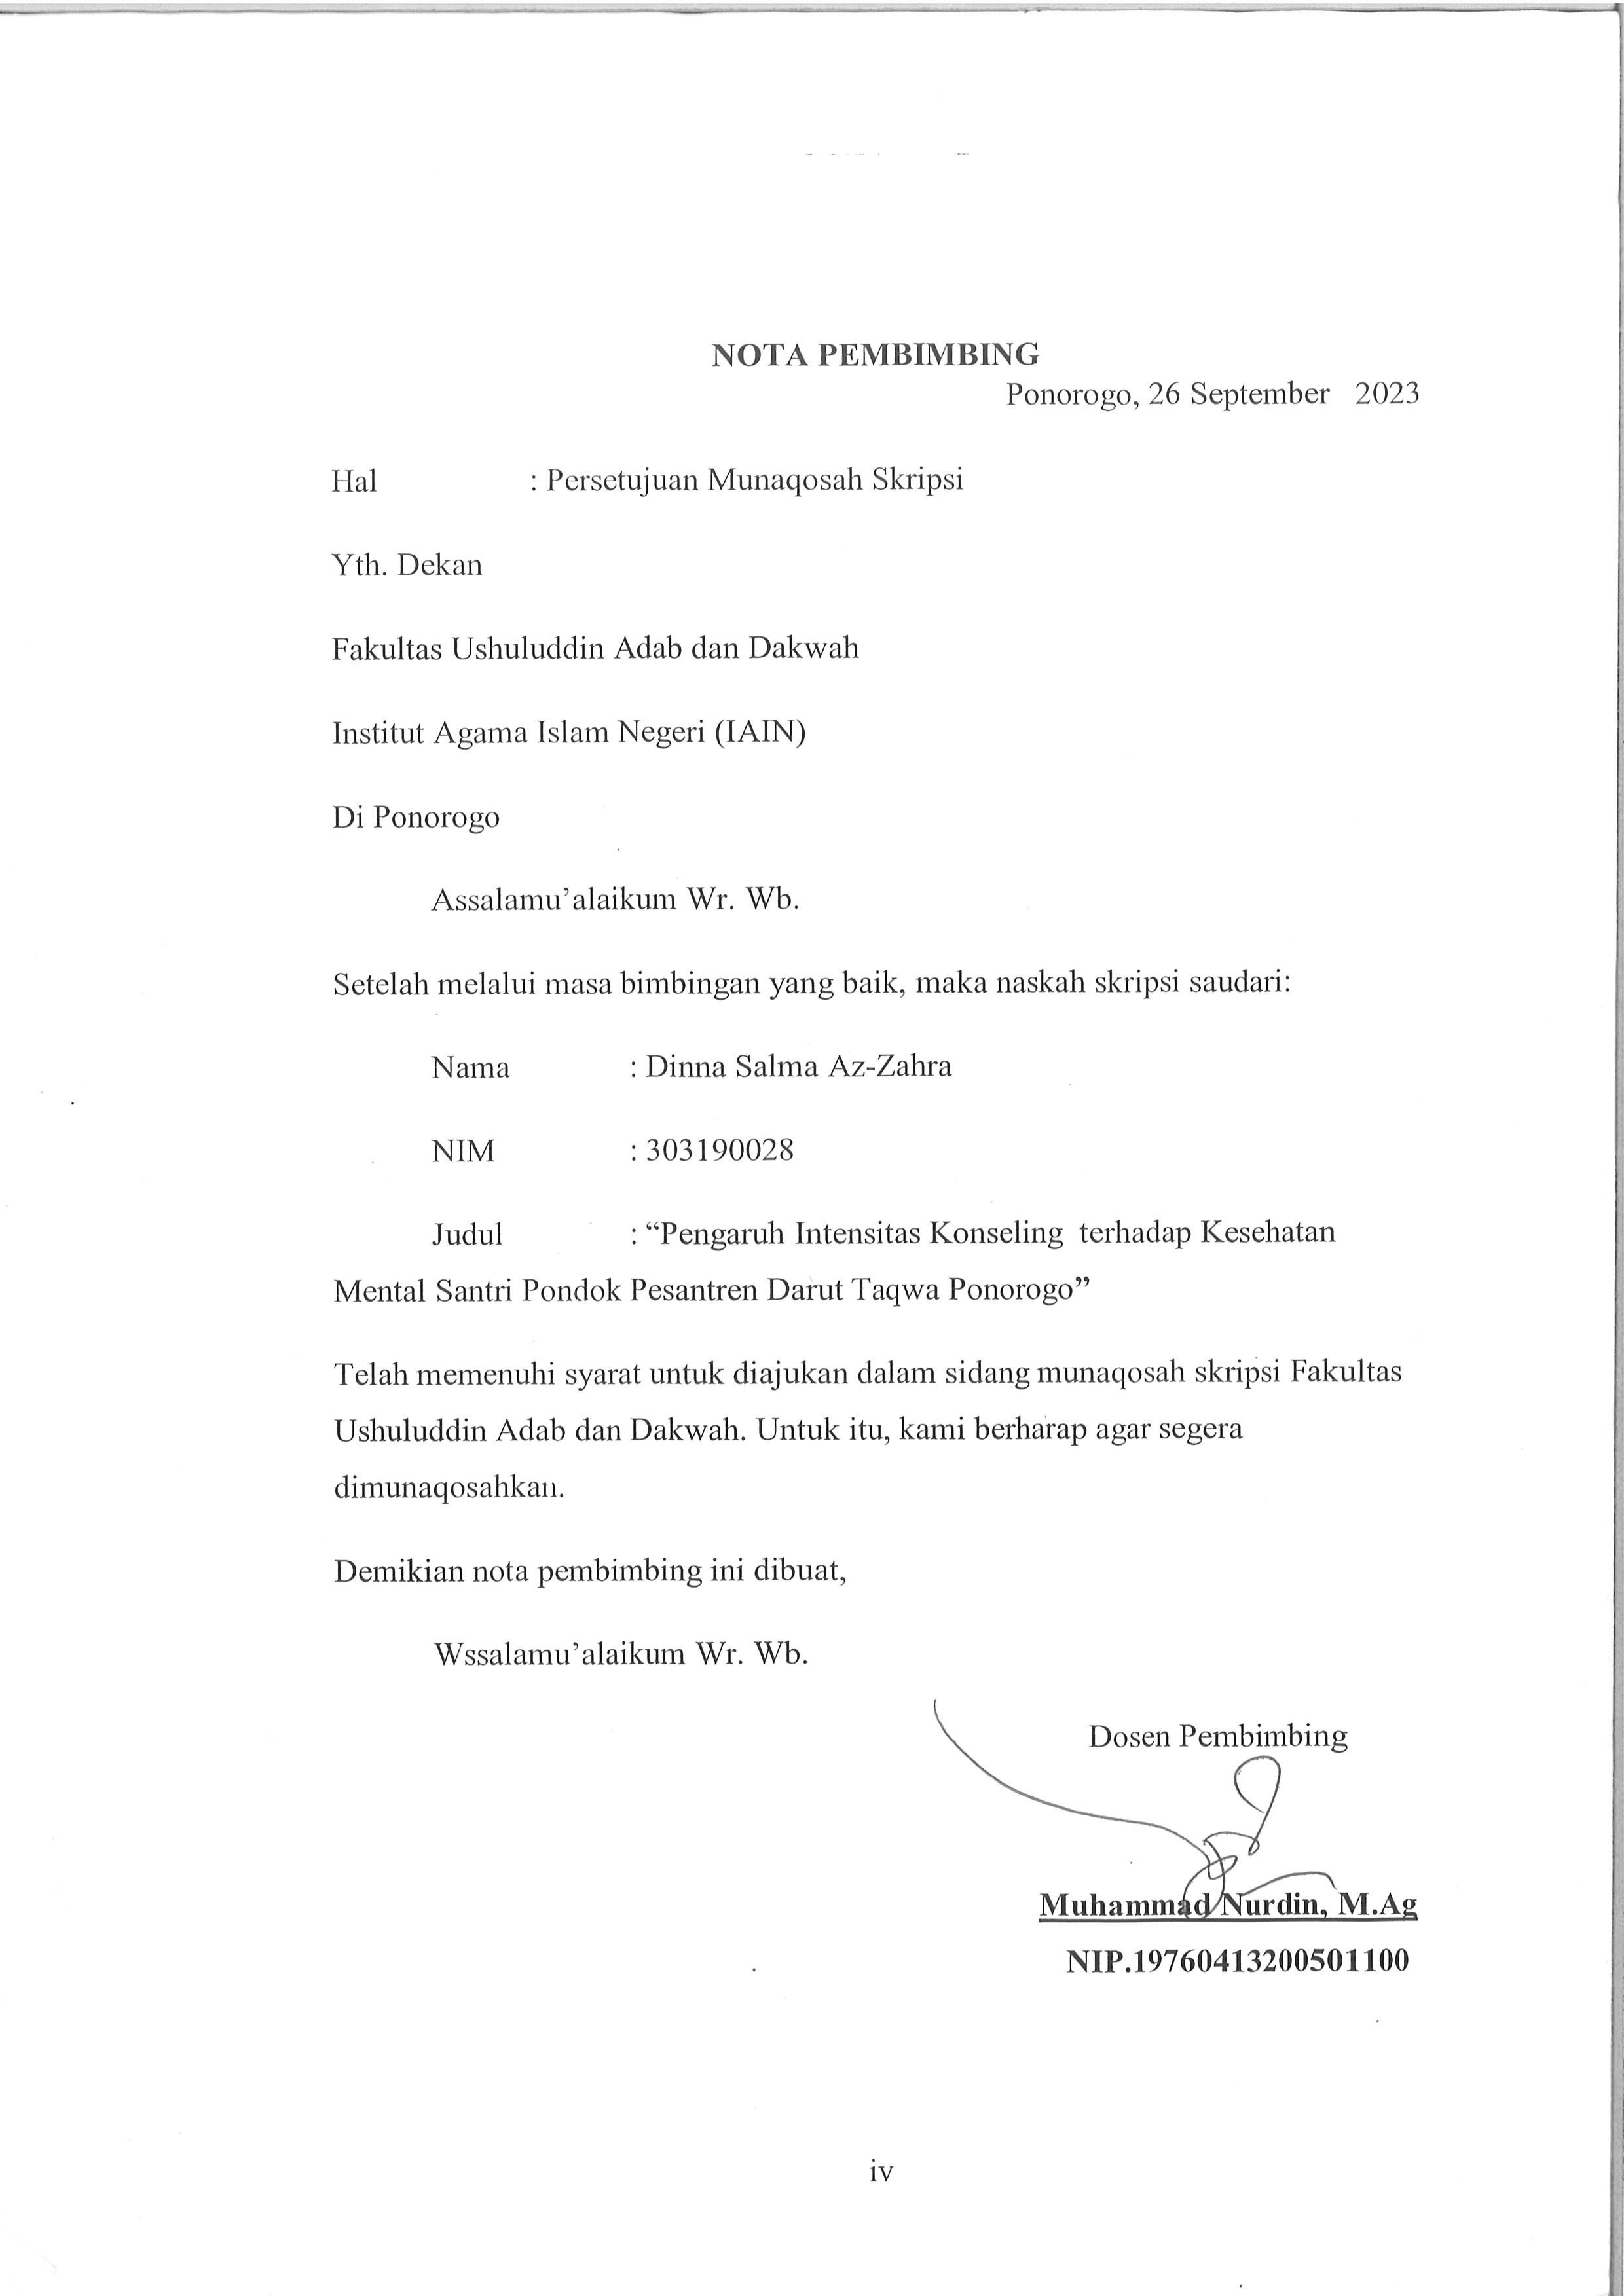 NOTA PEMBIMBING
Ponorogo, 26 September 2023
Hal : Persetujuan Munaqosah Skripsi
Yth. Dekan
Fakultas Ushuluddin Adab dan Dakwah
Institut Agama Islam Negeri (IAIN)
Di Ponorogo
Assalamu’alaikum Wr. Wb.
Setelah melalui masa bimbingan yang baik, maka naskah skripsi saudari:
Nama : Dinna Salma Az-Zahra
NIM : 303190028
Judul : “Pengaruh Intensitas Konseling terhadap Kesehatan
Mental Santri Pondok Pesantren Darut Taqwa Ponorogo”
Telah memenuhi syarat untuk diajukan dalam sidang munaqosah skripsi Fakultas
Ushuluddin Adab dan Dakwah. Untuk itu, kami berharap agar segera
dimunaqosahkan.
Demikian nota pembimbing ini dibuat,
Wssalamu’alaikum Wr. Wb.
Dosen Pembimbing
Muhammad Nurdin, M.Ag
NIP.19760413200501100
iv